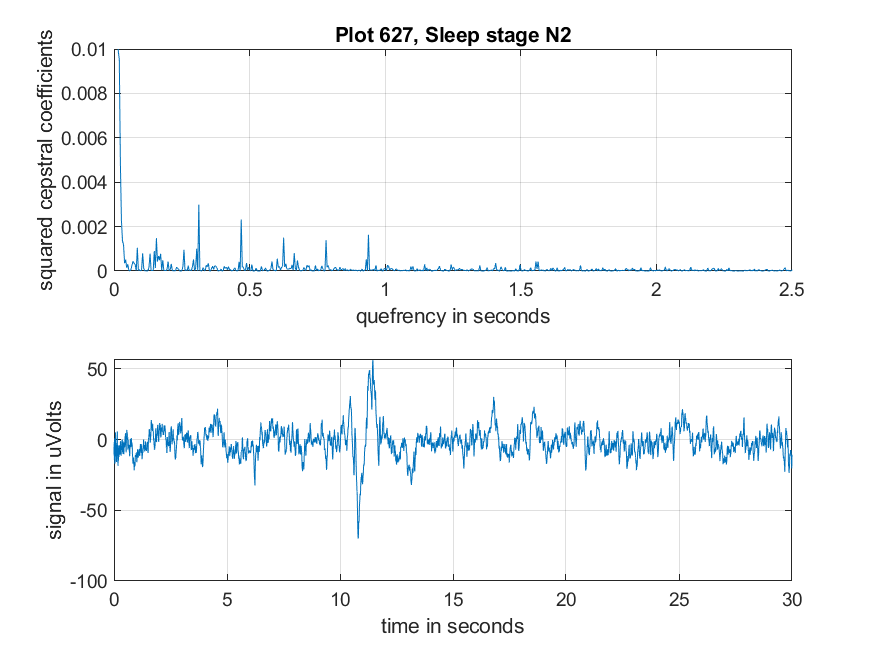 Plot 627, Sleep stage N2
squared cepstral coefficients
0.01
0.008
0.006
0.004
0.002
0
0 0.5 1 1.5 2 2.5
quefrency in seconds
signal in uVolts
50
0
-50
-100
0 5 10 15 20 25 30
time in seconds